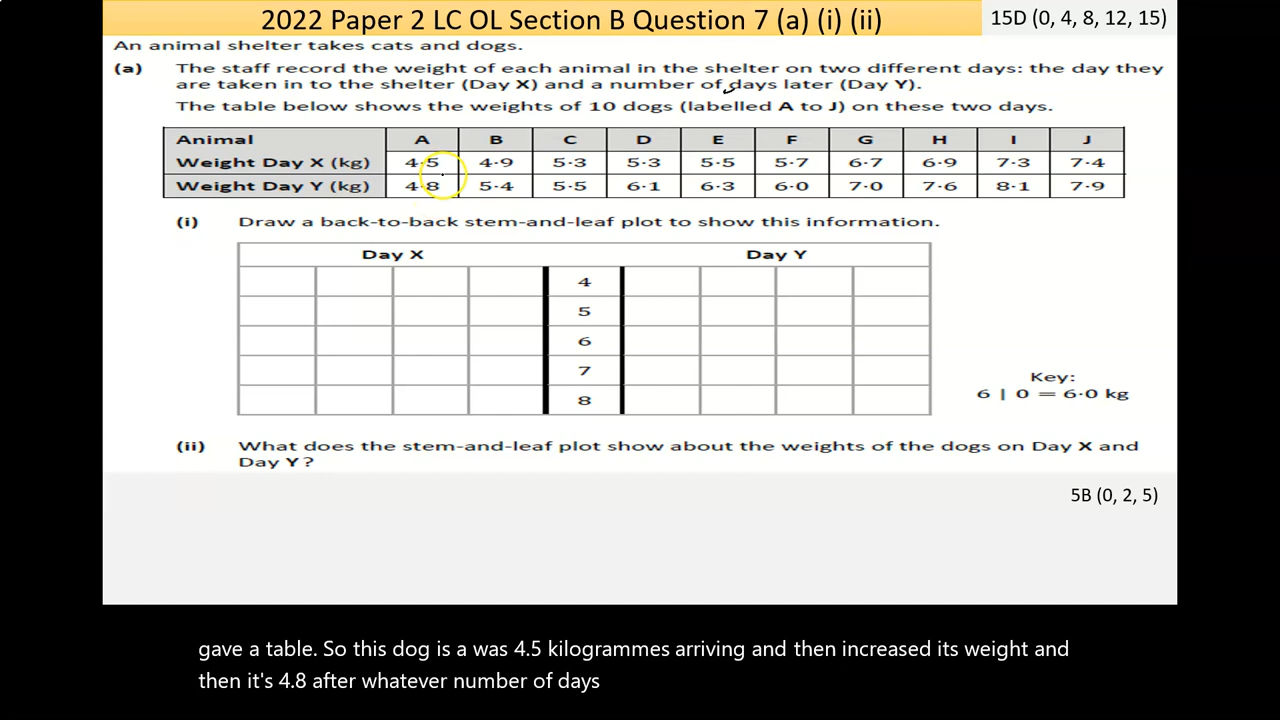 2022 Paper 2 LC OL Section B Question 7 (a) (i) (ii)
15D (0, 4, 8, 12, 15)
An animal shelter takes cats and dogs.
(a) The staff record the weight of each animal in the shelter on two different days: the day they
are taken in to the shelter (Day X) and a number of days later (Day Y).
The table below shows the weights of 10 dogs (labelled A to J) on these two days.
Animal A B C D E F G H I J
Weight Day X (kg) 4·5 4·9 5·3 5·3 5·5 5·7 6·7 6·9 7·3 7·4
Weight Day Y (kg) 4·8 5·4 5·5 6·1 6·3 6·0 7·0 7·6 8·1 7·9
(i) Draw a back-to-back stem-and-leaf plot to show this information.
Day X Day Y
4
5
6
7
8
Key:
6 | 0 = 6·0 kg
(ii) What does the stem-and-leaf plot show about the weights of the dogs on Day X and
Day Y?
5B (0, 2, 5)
gave a table. So this dog is a was 4.5 kilogrammes arriving and then increased its weight and
then it's 4.8 after whatever number of days